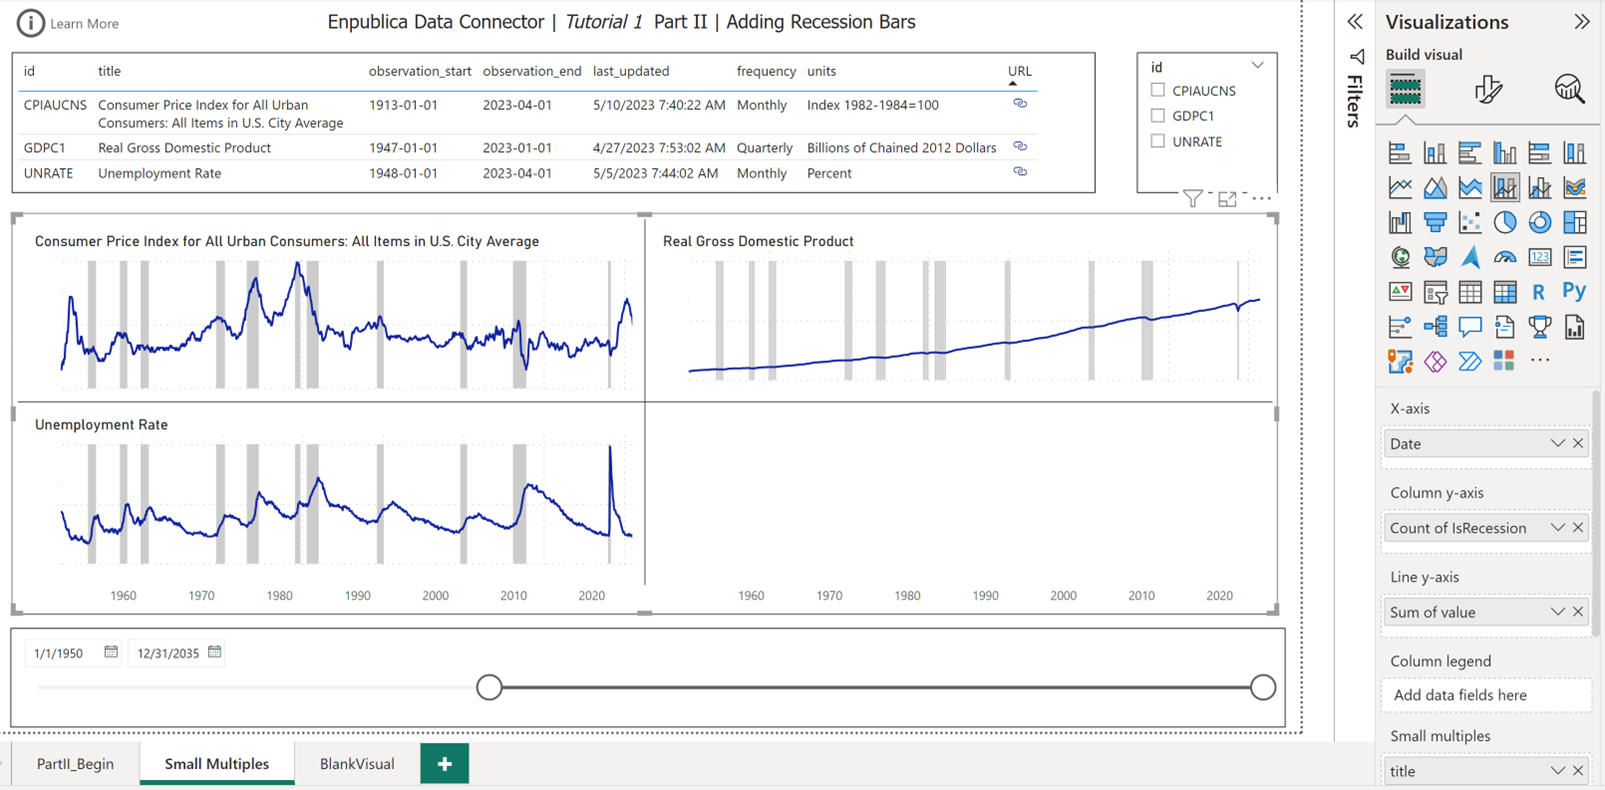 Learn More
Enpublica Data Connector | Tutorial 1 Part II | Adding Recession Bars
id title observation_start observation_end last_updated frequency units URL
CPIAUCNS Consumer Price Index for All Urban 1913-01-01 2023-04-01 5/10/2023 7:40:22 AM Monthly Index 1982-1984=100
Consumers: All Items in U.S. City Average
GDPC1 Real Gross Domestic Product 1947-01-01 2023-01-01 4/27/2023 7:53:02 AM Quarterly Billions of Chained 2012 Dollars
UNRATE Unemployment Rate 1948-01-01 2023-04-01 5/5/2023 7:44:02 AM Monthly Percent
id
CPIAUCNS
GDPC1
UNRATE
Consumer Price Index for All Urban Consumers: All Items in U.S. City Average
Real Gross Domestic Product
Unemployment Rate
1960 1970 1980 1990 2000 2010 2020
1960 1970 1980 1990 2000 2010 2020
1/1/1950 12/31/2035
PartII_Begin Small Multiples BlankVisual +
Filters
Visualizations
Build visual
123
R Py
X-axis
Date
Column y-axis
Count of IsRecession
Line y-axis
Sum of value
Column legend
Add data fields here
Small multiples
title